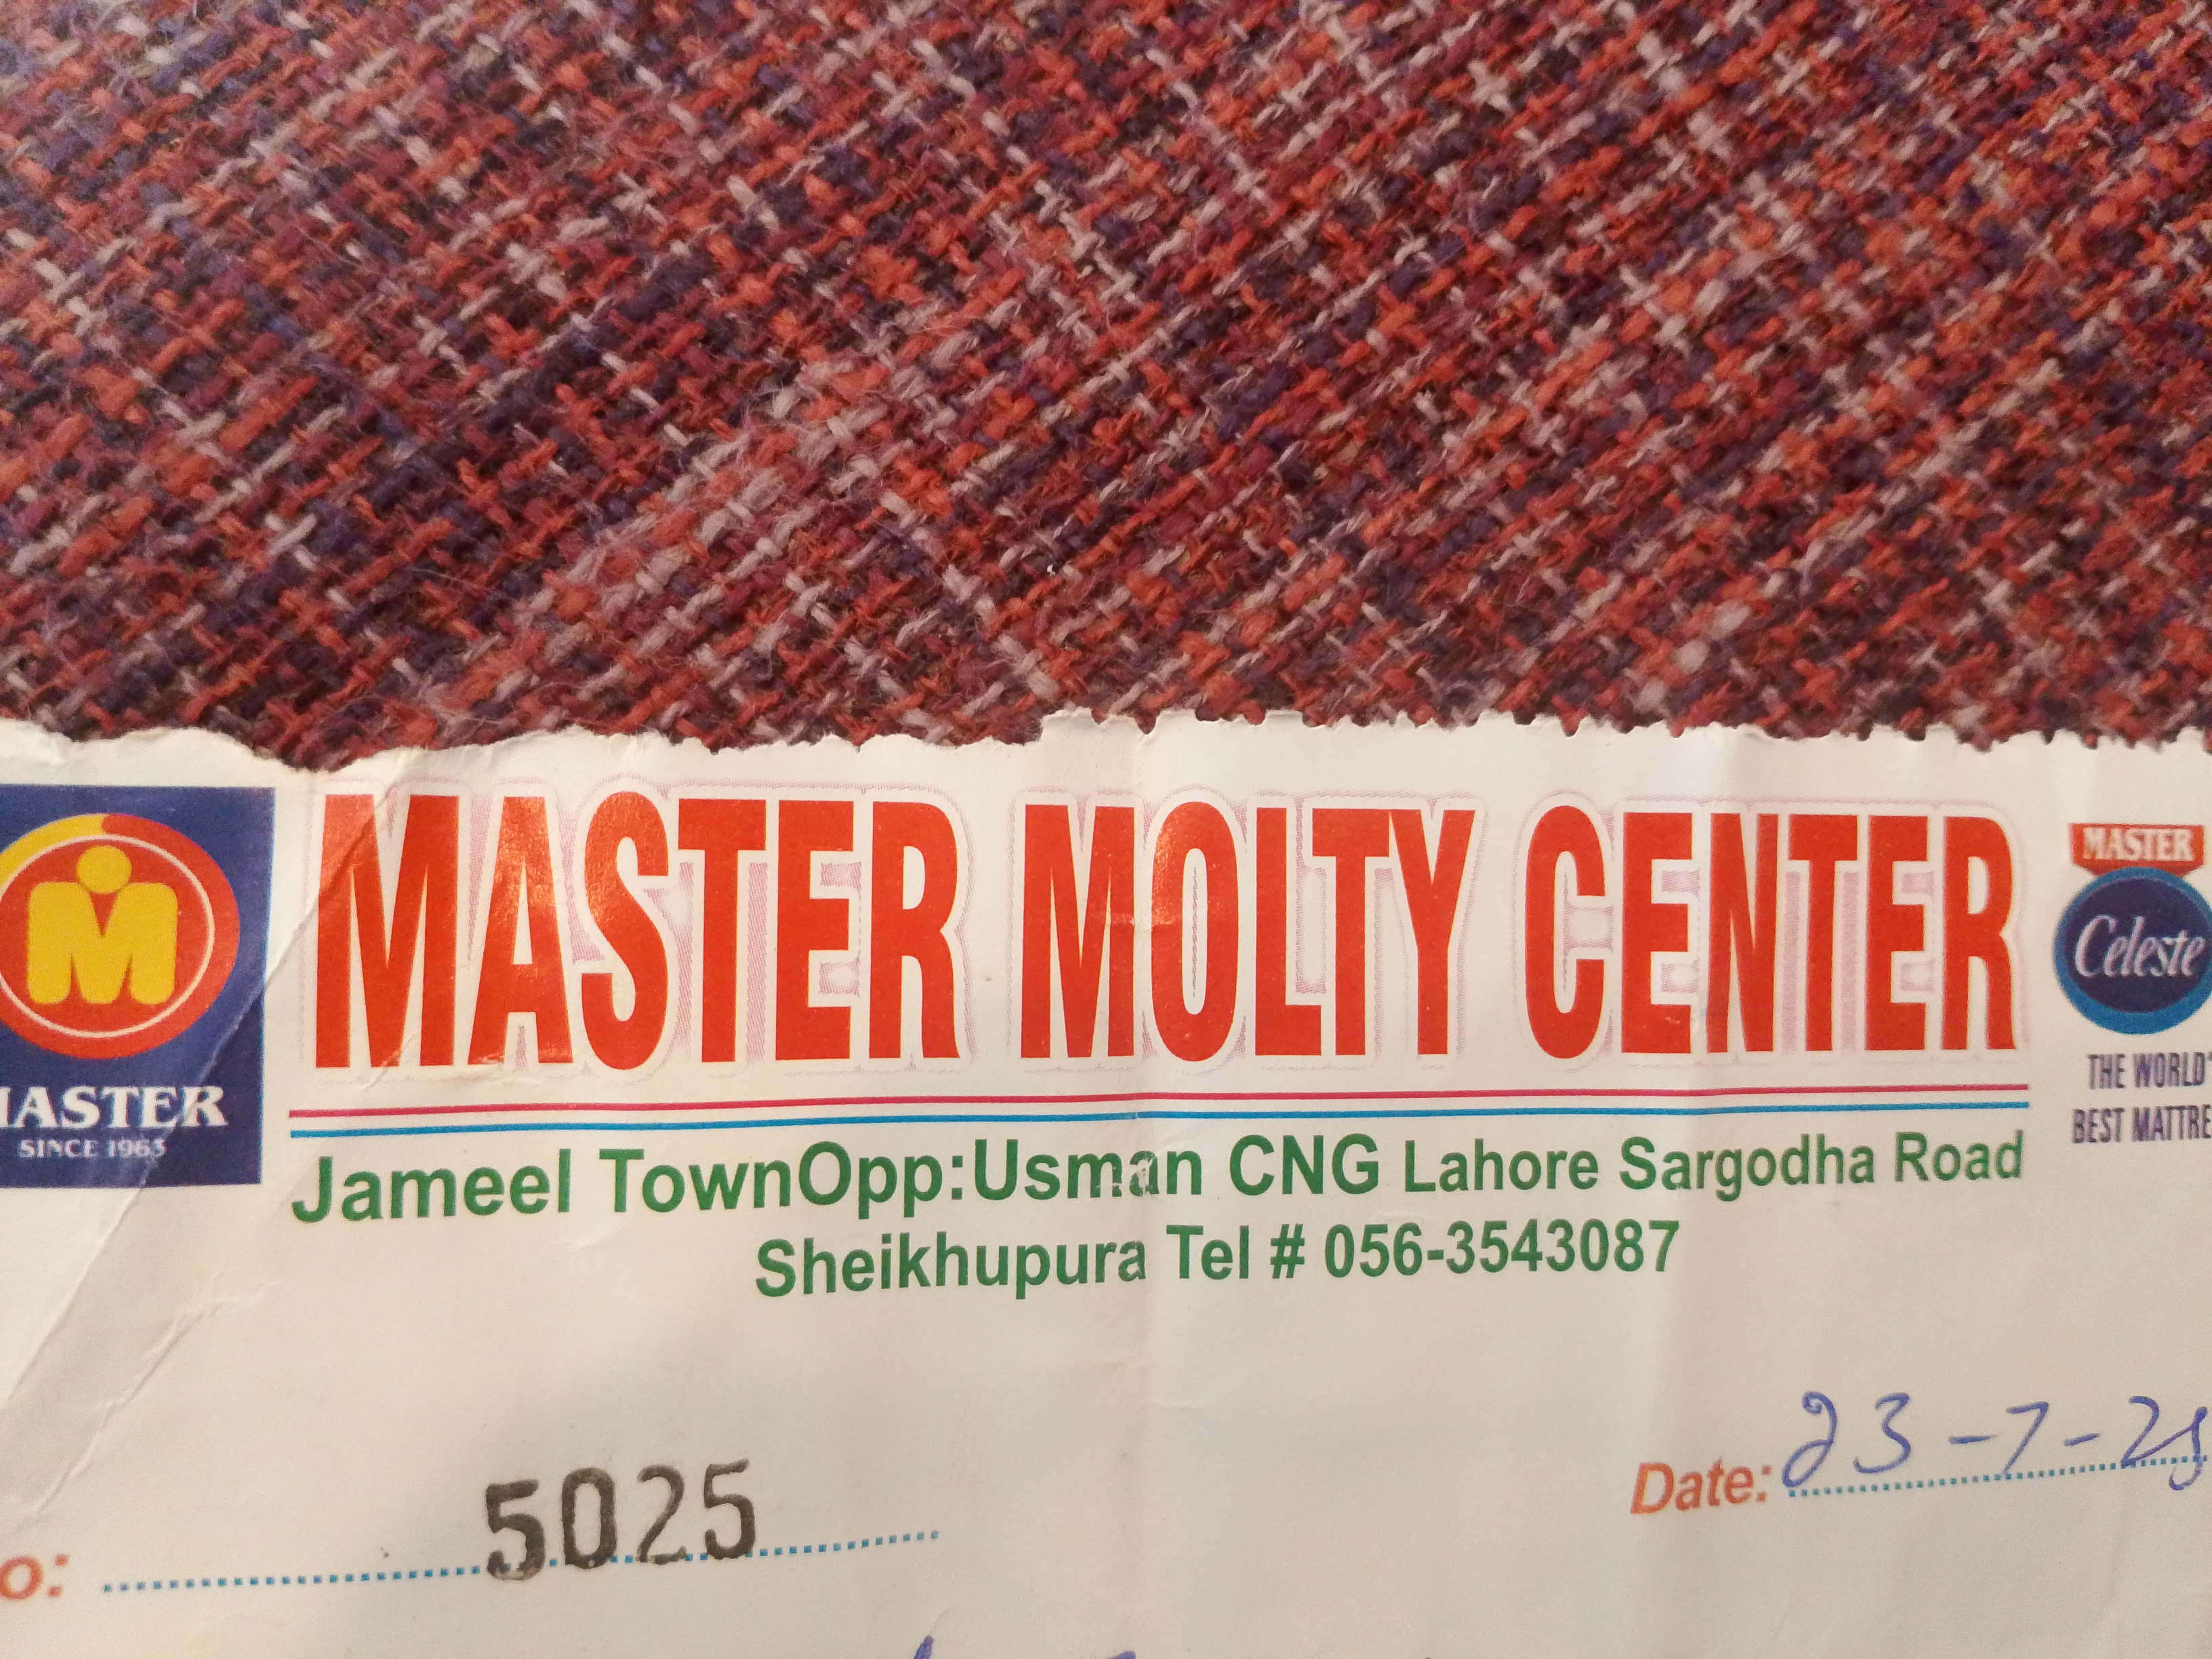 MASTER MOLTY CENTER
MASTER
SINCE 1963
MASTER
Celeste
THE WORLD'
BEST MATTRE
Jameel TownOpp:Usman CNG Lahore Sargodha Road
Sheikhupura Tel # 056-3543087
Date: 23-7-25
o: 5025